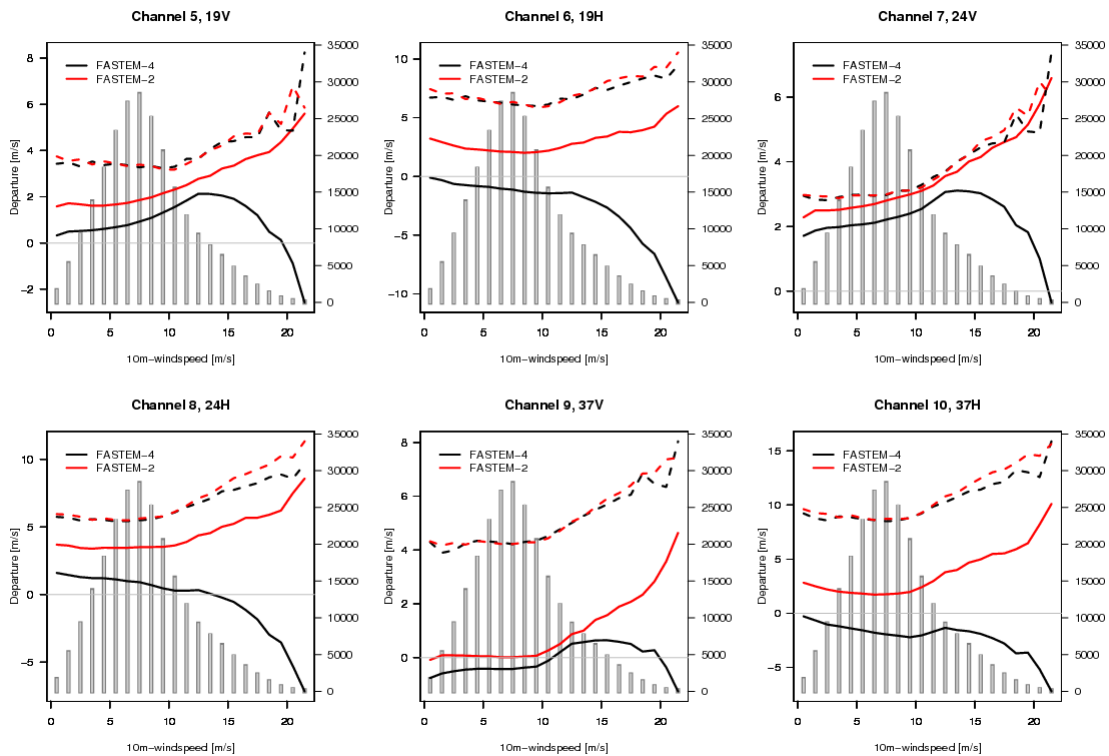 Channel 5, 19V
FASTEM-4
FASTEM-2
Departure [m/s]
8
6
4
2
0
-2
35000
30000
25000
20000
15000
10000
5000
0
0 5 10 15 20
10m-windspeed [m/s]
Channel 6, 19H
FASTEM-4
FASTEM-2
Departure [m/s]
10
5
0
-5
-10
35000
30000
25000
20000
15000
10000
5000
0
0 5 10 15 20
10m-windspeed [m/s]
Channel 7, 24V
FASTEM-4
FASTEM-2
Departure [m/s]
6
4
2
0
35000
30000
25000
20000
15000
10000
5000
0
0 5 10 15 20
10m-windspeed [m/s]
Channel 8, 24H
FASTEM-4
FASTEM-2
Departure [m/s]
10
5
0
-5
35000
30000
25000
20000
15000
10000
5000
0
0 5 10 15 20
10m-windspeed [m/s]
Channel 9, 37V
FASTEM-4
FASTEM-2
Departure [m/s]
8
6
4
2
0
35000
30000
25000
20000
15000
10000
5000
0
0 5 10 15 20
10m-windspeed [m/s]
Channel 10, 37H
FASTEM-4
FASTEM-2
Departure [m/s]
15
10
5
0
-5
35000
30000
25000
20000
15000
10000
5000
0
0 5 10 15 20
10m-windspeed [m/s]